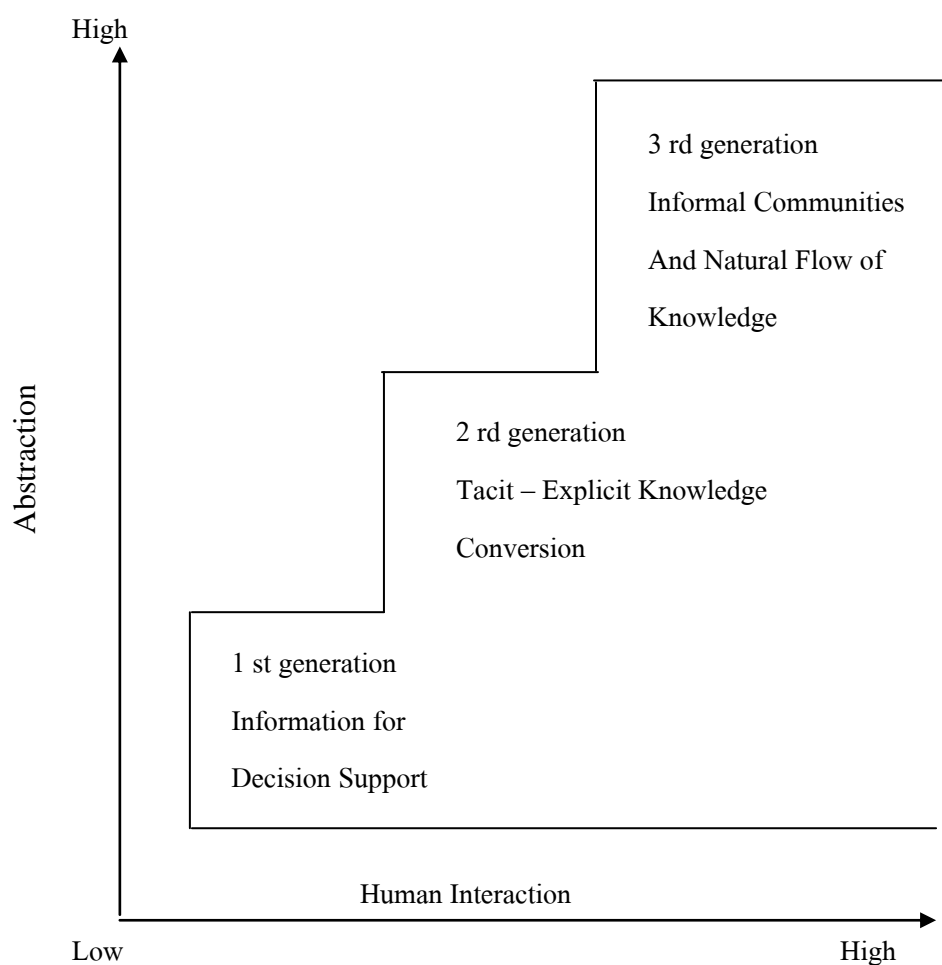 High
3 rd generation
Informal Communities
And Natural Flow of
Knowledge
Abstraction
2 rd generation
Tacit – Explicit Knowledge
Conversion
1 st generation
Information for
Decision Support
Human Interaction
Low
High